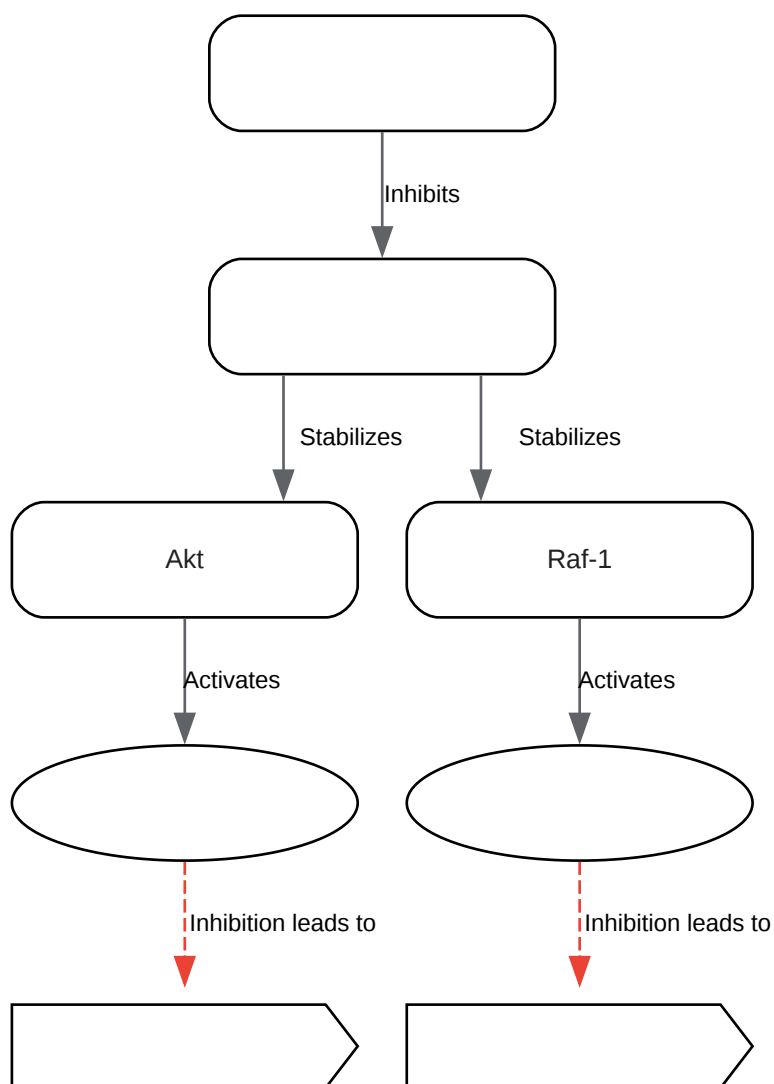 Inhibits
Stabilizes
Stabilizes
Akt
Raf-1
Activates
Activates
Inhibition leads to
Inhibition leads to